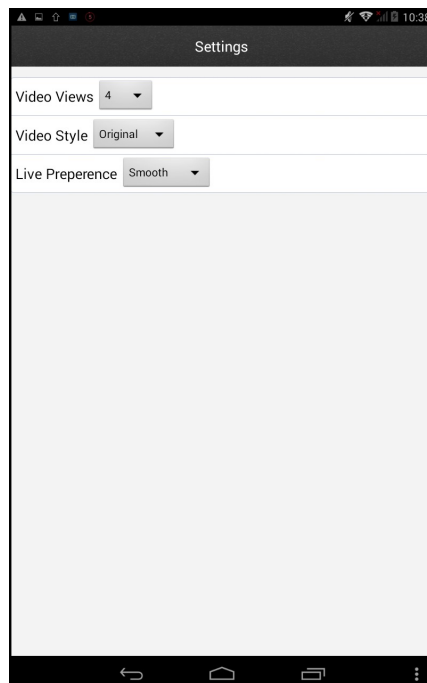 10:38
Settings
Video Views 4
Video Style Original
Live Preperence Smooth